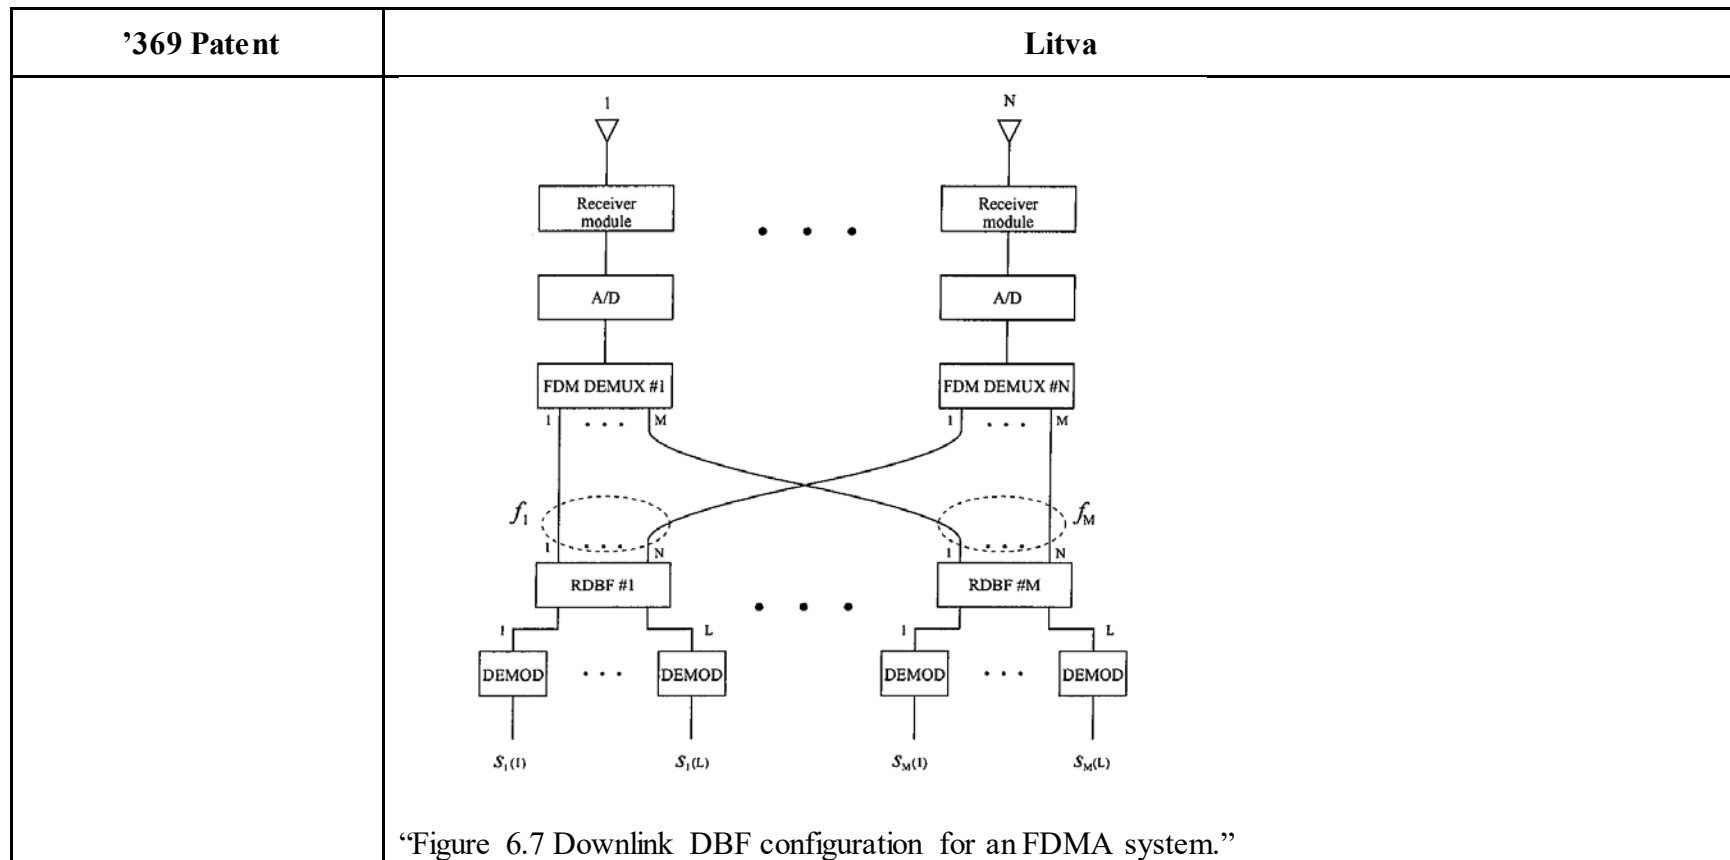 ’369 Patent Litva
1 N
Receiver module Receiver module
A/D A/D
FDM DEMUX #1 FDM DEMUX #N
1 . . . M 1 . . . M
f1 fM
1 . . . N 1 . . . N
RDBF #1 RDBF #M
1 L 1 L
DEMOD . . . DEMOD DEMOD . . . DEMOD
S1(1) S1(L) SM(1) SM(L)
“Figure 6.7 Downlink DBF configuration for an FDMA system.”